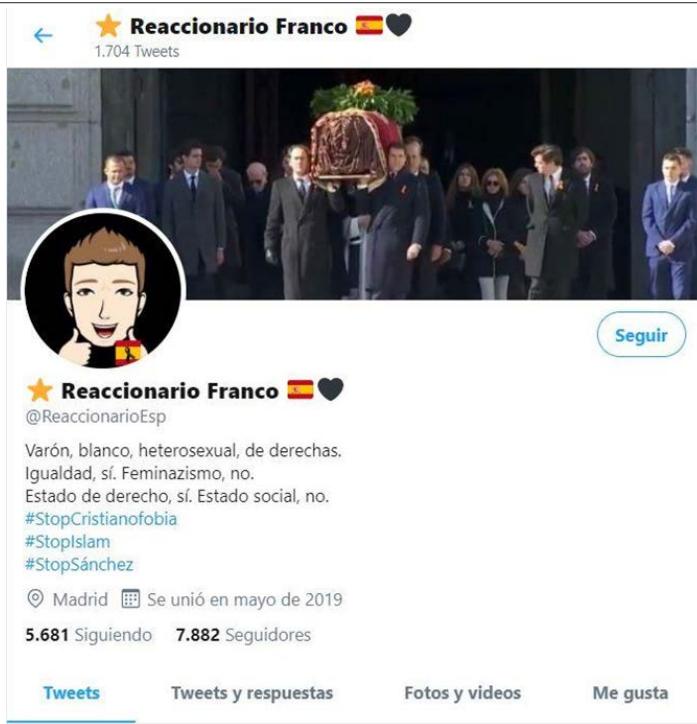 Reaccionario Franco
1.704 Tweets
Seguir
Reaccionario Franco
@ReaccionarioEsp
Varón, blanco, heterosexual, de derechas.
Igualdad, sí. Feminazismo, no.
Estado de derecho, sí. Estado social, no.
#StopCristianofobia
#StopIslam
#StopSánchez
Madrid Se unió en mayo de 2019
5.681 Siguiendo 7.882 Seguidores
Tweets Tweets y respuestas Fotos y videos Me gusta